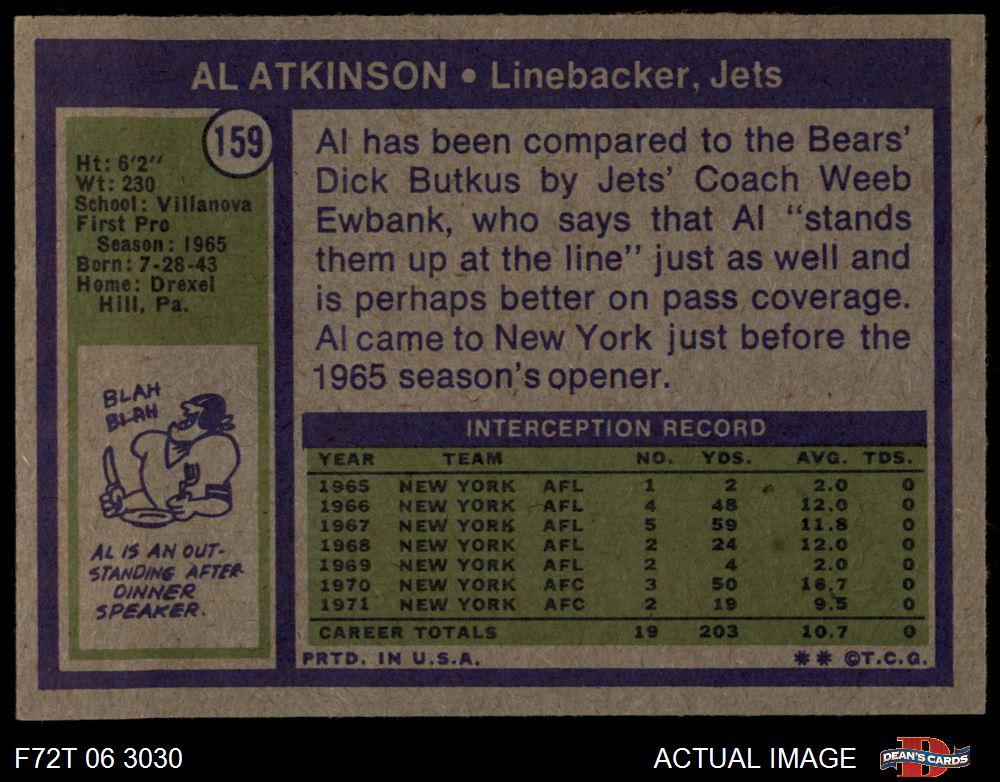 AL ATKINSON • Linebacker, Jets
159
Ht: 6'2"
Wt: 230
School: Villanova
First Pro
Season: 1965
Born: 7-28-43
Home: Drexel
Hill, Pa.
BLAH
BLAH
AL IS AN OUT-
STANDING AFTER-
DINNER
SPEAKER.
Al has been compared to the Bears'
Dick Butkus by Jets' Coach Weeb
Ewbank, who says that Al "stands
them up at the line" just as well and
is perhaps better on pass coverage.
Al came to New York just before the
1965 season's opener.
INTERCEPTION RECORD
YEAR TEAM NO. YDS. AVG. TDS.
1965 NEW YORK AFL 1 2 2.0 0
1966 NEW YORK AFL 4 48 12.0 0
1967 NEW YORK AFL 5 59 11.8 0
1968 NEW YORK AFL 2 24 12.0 0
1969 NEW YORK AFL 2 4 2.0 0
1970 NEW YORK AFC 3 50 16.7 0
1971 NEW YORK AFC 2 19 9.5 0
CAREER TOTALS 19 203 10.7 0
PRTD. IN U.S.A. ** ©T.C.G.
F72T 06 3030 ACTUAL IMAGE DEAN'S CARDS